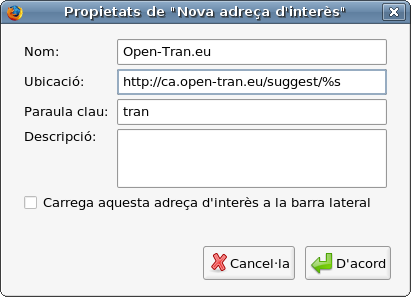 Propietats de "Nova adreça d'interès"
Nom: Open-Tran.eu
Ubicació: http://ca.open-tran.eu/suggest/%s
Paraula clau: tran
Descripció:
Carrega aquesta adreça d'interès a la barra lateral
Cancel·la D'acord